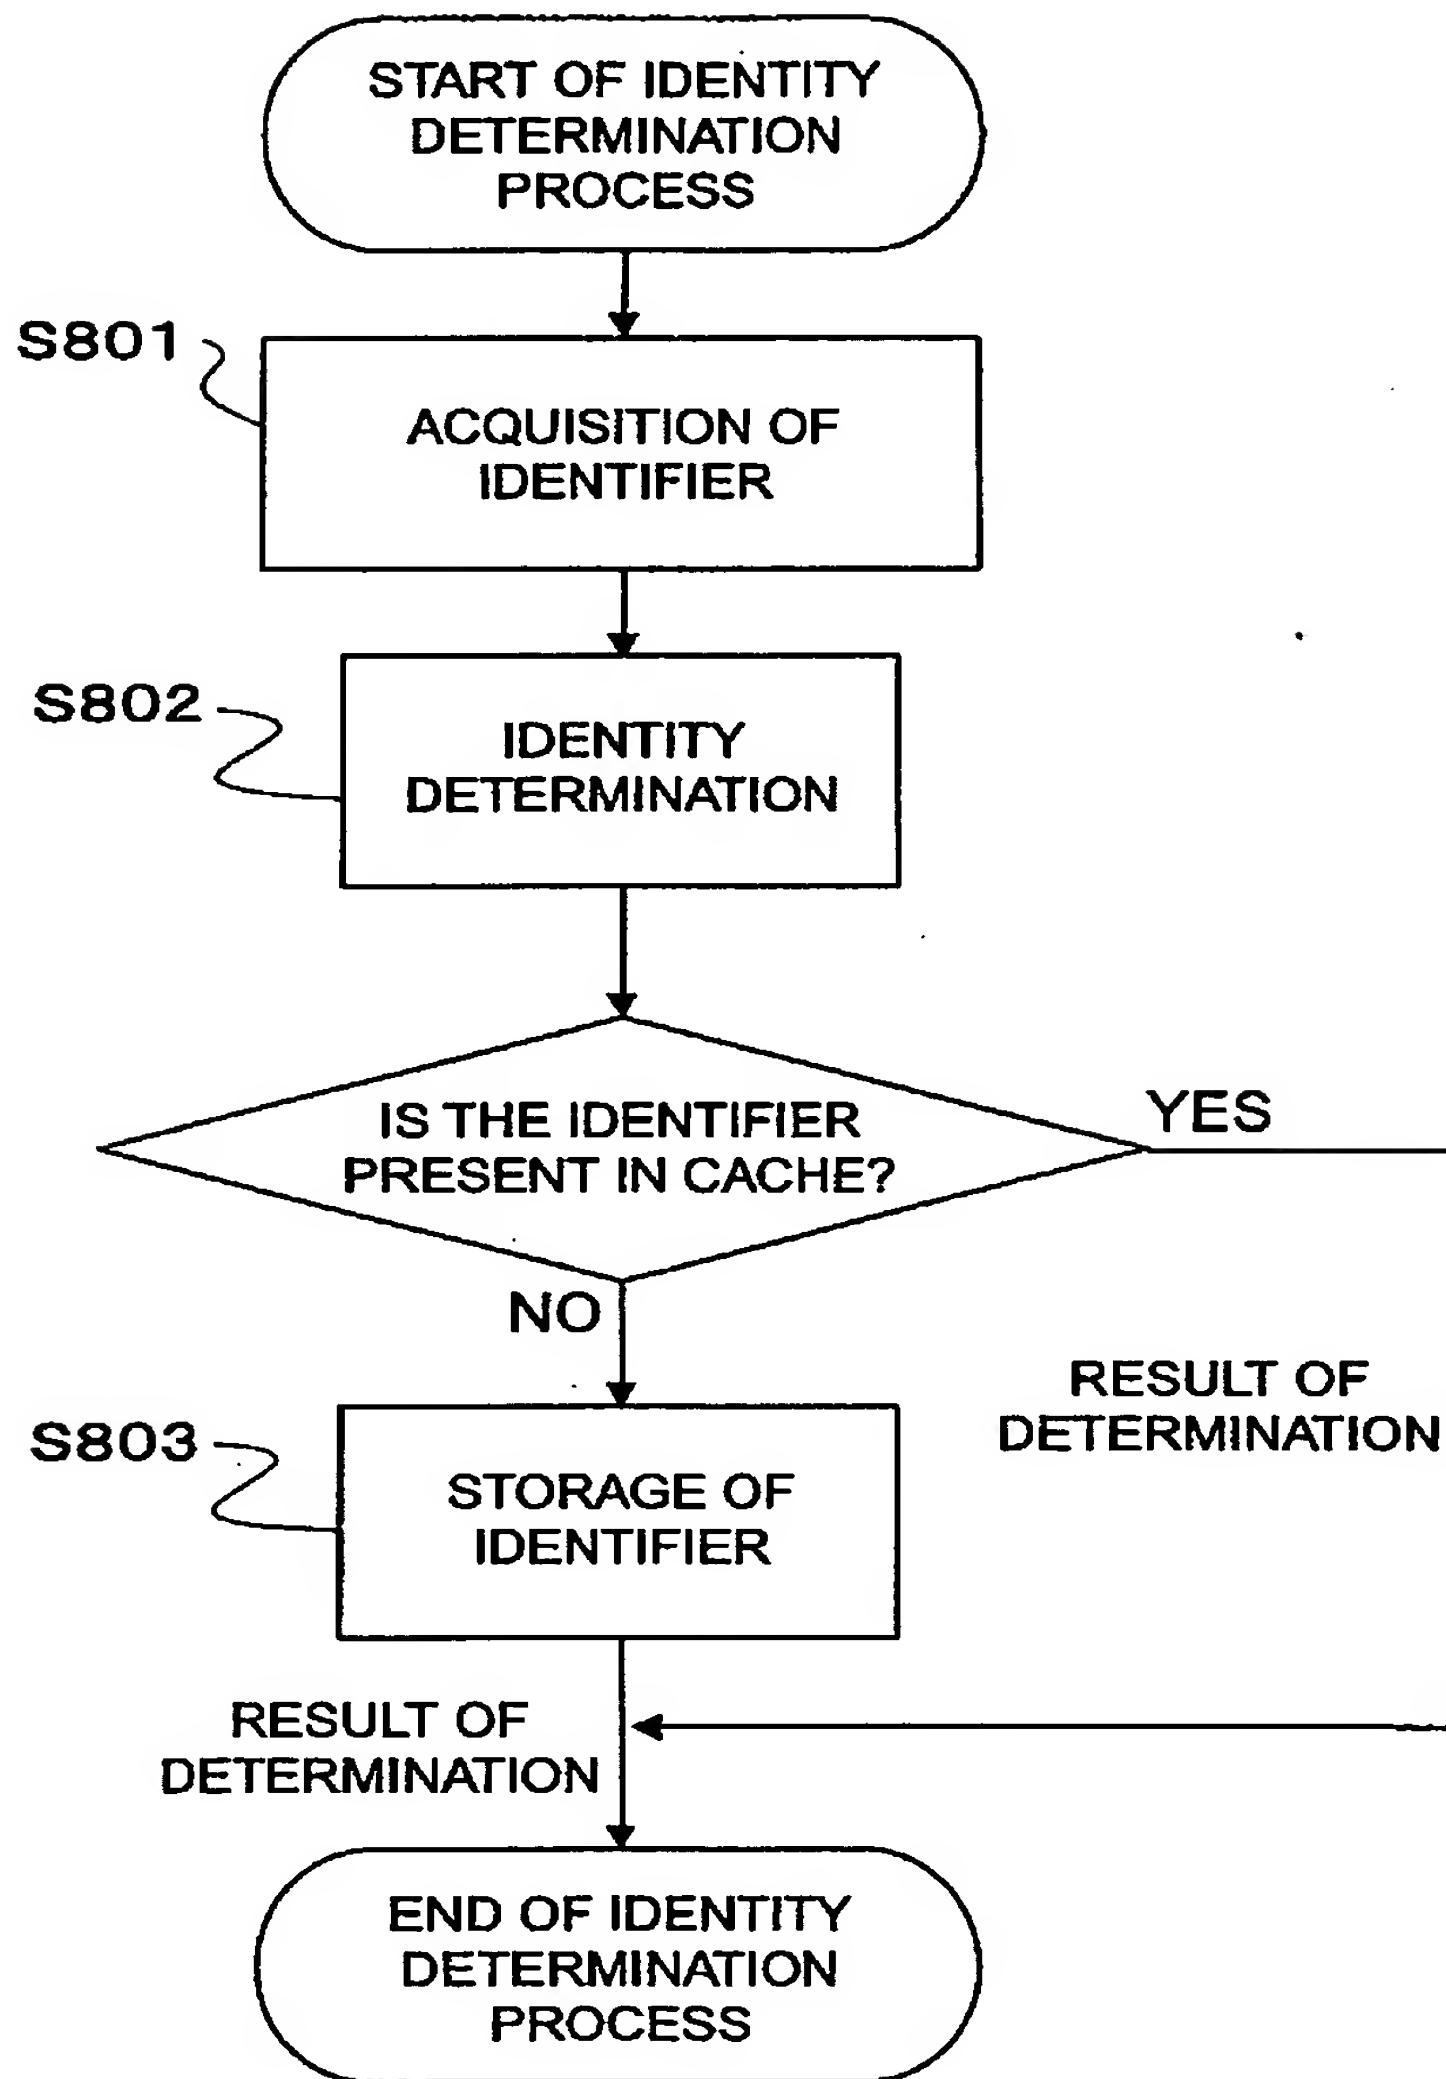 START OF IDENTITY
DETERMINATION
PROCESS
S801
ACQUISITION OF
IDENTIFIER
S802
IDENTITY
DETERMINATION
IS THE IDENTIFIER
PRESENT IN CACHE?
YES
NO
RESULT OF
DETERMINATION
S803
STORAGE OF
IDENTIFIER
RESULT OF
DETERMINATION
END OF IDENTITY
DETERMINATION
PROCESS